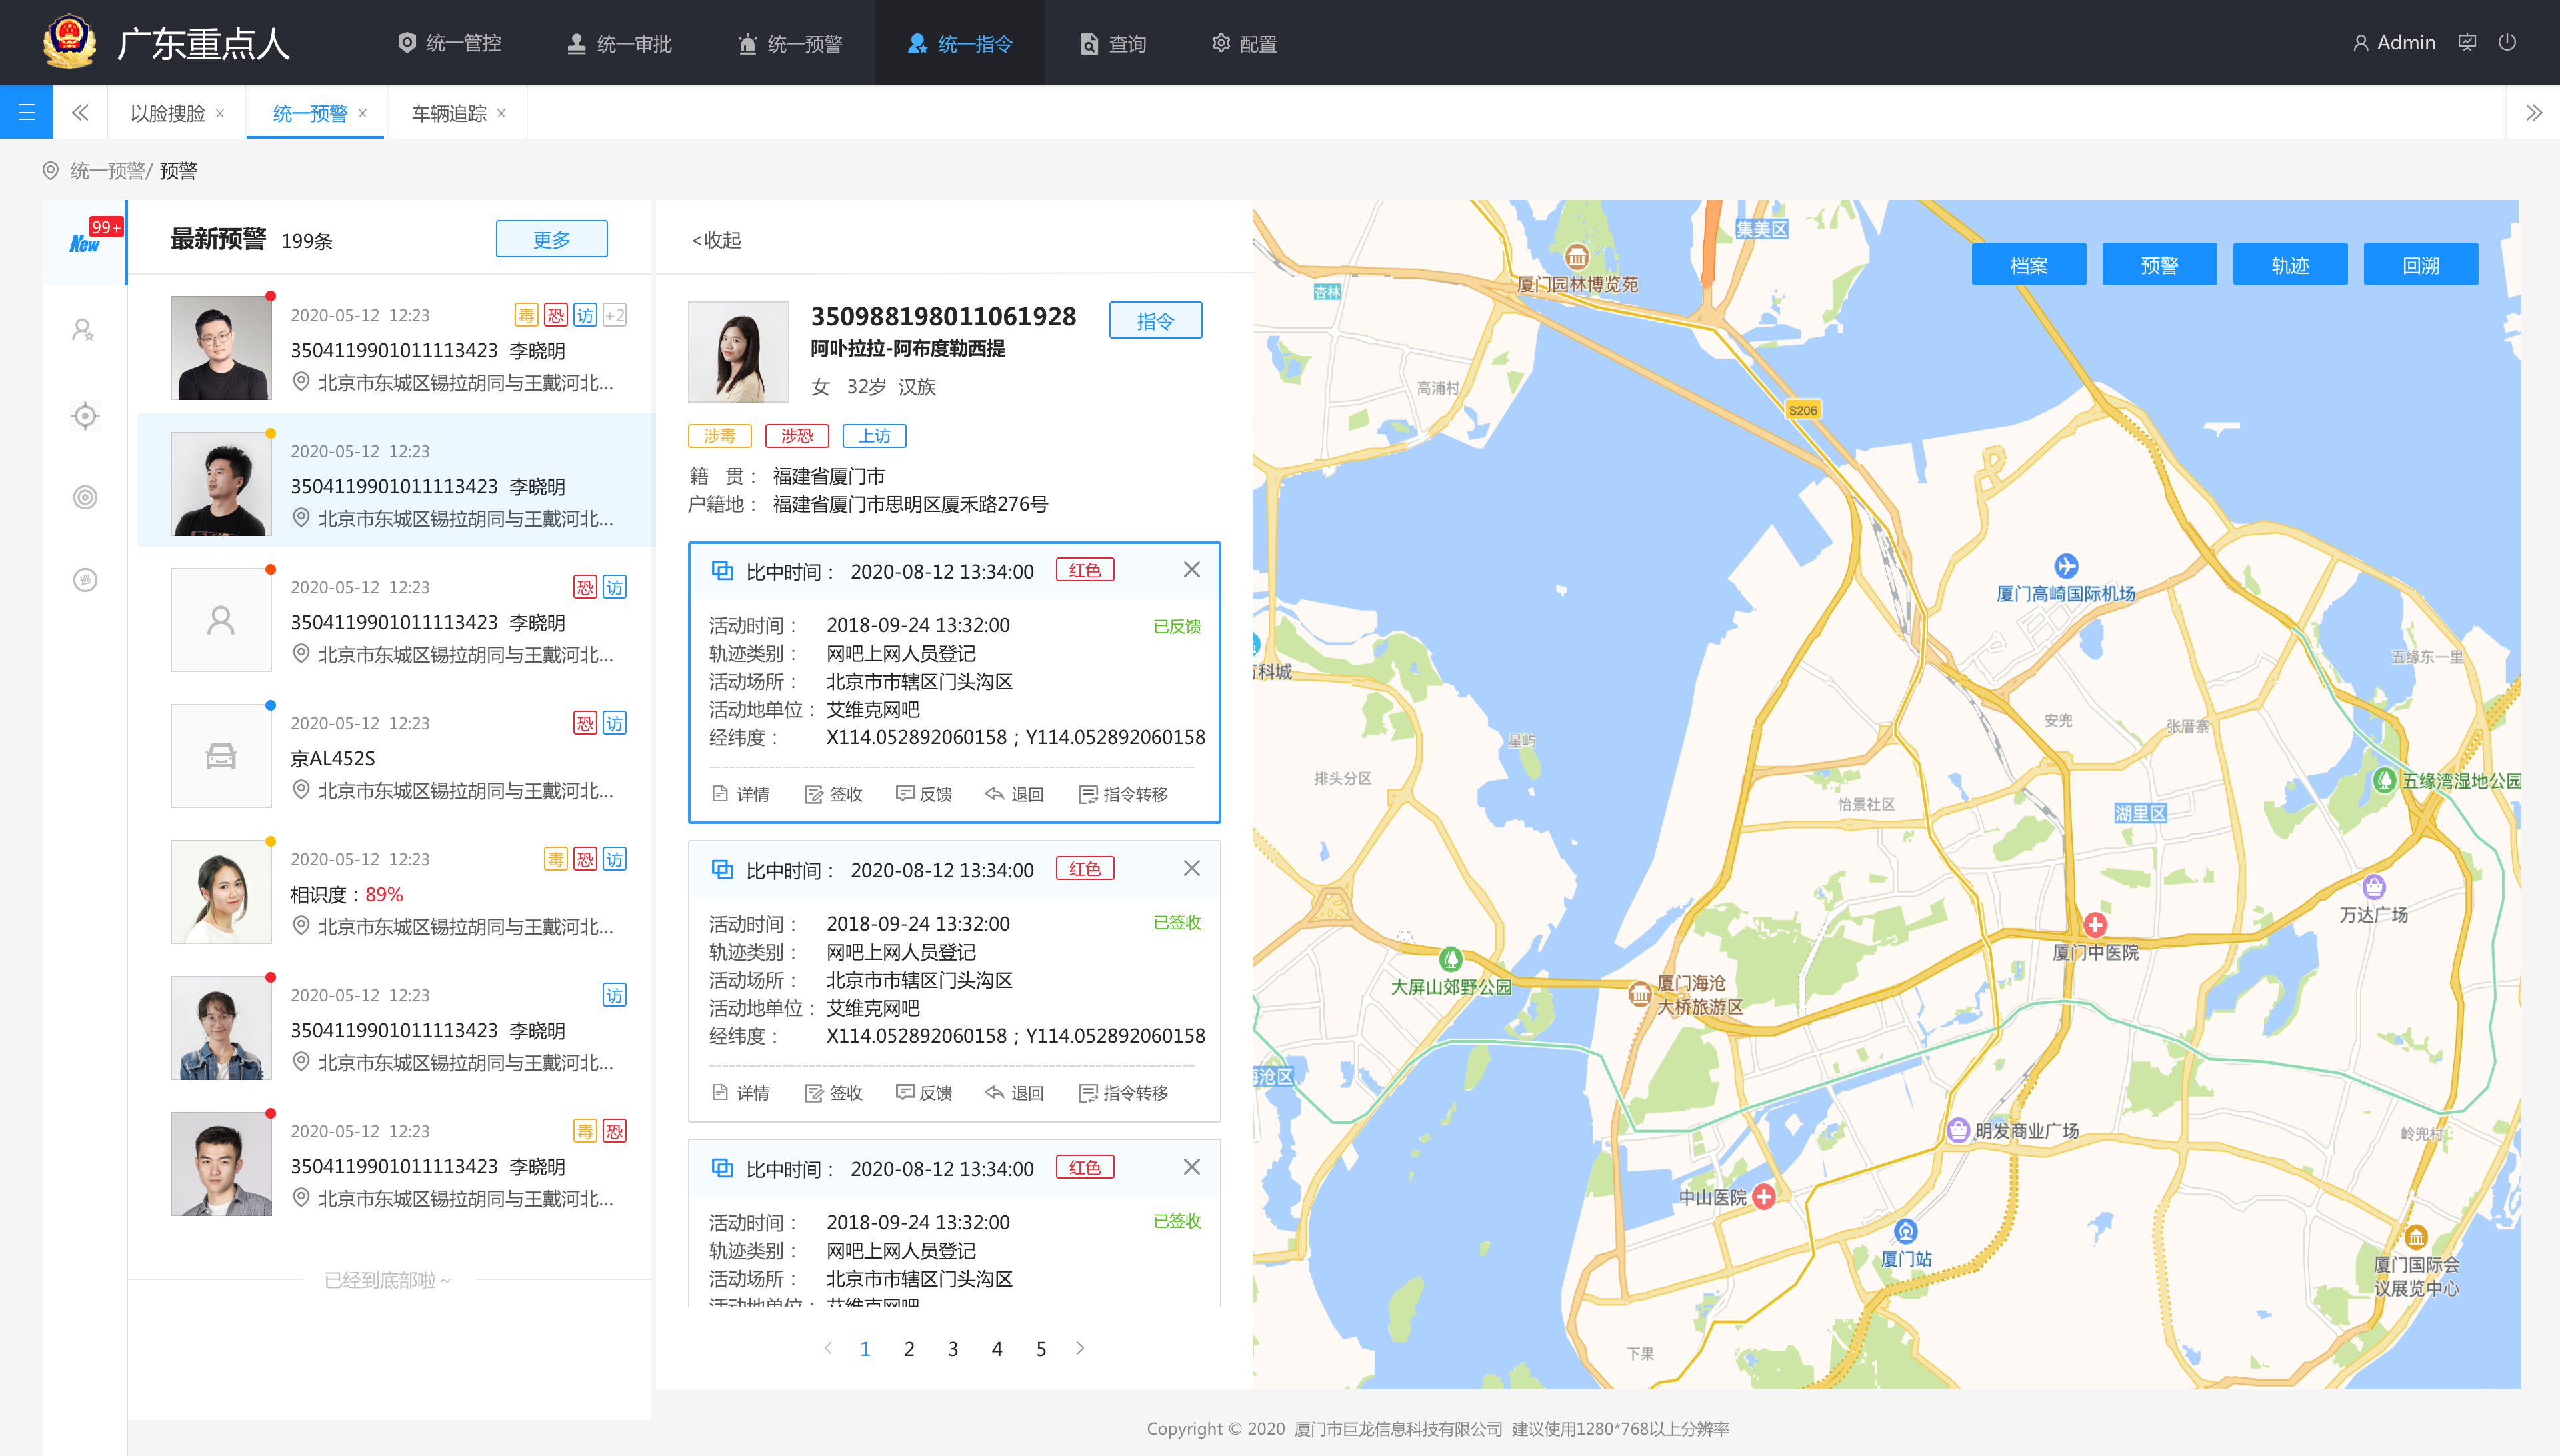 广东重点人
统一管控
统一审批
统一预警
统一指令
查询
配置
Admin
以脸搜脸 ×
统一预警 ×
车辆追踪 ×
统一预警/ 预警
99+
New
逃
最新预警 199条
更多
2020-05-12 12:23 毒 恐 访 +2
3504119901011113423 李晓明
北京市东城区锡拉胡同与王戴河北...
2020-05-12 12:23
3504119901011113423 李晓明
北京市东城区锡拉胡同与王戴河北...
2020-05-12 12:23 恐 访
3504119901011113423 李晓明
北京市东城区锡拉胡同与王戴河北...
2020-05-12 12:23 恐 访
京AL452S
北京市东城区锡拉胡同与王戴河北...
2020-05-12 12:23 毒 恐 访
相识度：89%
北京市东城区锡拉胡同与王戴河北...
2020-05-12 12:23 访
3504119901011113423 李晓明
北京市东城区锡拉胡同与王戴河北...
2020-05-12 12:23 毒 恐
3504119901011113423 李晓明
北京市东城区锡拉胡同与王戴河北...
已经到底部啦~
<收起
350988198011061928
指令
阿卟拉拉-阿布度勒西提
女 32岁 汉族
涉毒 涉恐 上访
籍 贯： 福建省厦门市
户籍地： 福建省厦门市思明区厦禾路276号
比中时间： 2020-08-12 13:34:00 红色
活动时间： 2018-09-24 13:32:00 已反馈
轨迹类别： 网吧上网人员登记
活动场所： 北京市市辖区门头沟区
活动地单位： 艾维克网吧
经纬度： X114.052892060158；Y114.052892060158
详情 签收 反馈 退回 指令转移
比中时间： 2020-08-12 13:34:00 红色
活动时间： 2018-09-24 13:32:00 已签收
轨迹类别： 网吧上网人员登记
活动场所： 北京市市辖区门头沟区
活动地单位： 艾维克网吧
经纬度： X114.052892060158；Y114.052892060158
详情 签收 反馈 退回 指令转移
比中时间： 2020-08-12 13:34:00 红色
活动时间： 2018-09-24 13:32:00 已签收
轨迹类别： 网吧上网人员登记
活动场所： 北京市市辖区门头沟区
活动地单位： 艾维克网吧
< 1 2 3 4 5 >
档案
预警
轨迹
回溯
集美区
厦门园林博览苑
杏林
高浦村
S206
厦门高崎国际机场
五缘东一里
科城
安兜
张厝寨
星屿
排头分区
怡景社区
湖里区
五缘湾湿地公园
万达广场
厦门中医院
大屏山郊野公园
厦门海沧
大桥旅游区
海沧区
明发商业广场
岭兜村
中山医院
厦门站
厦门国际会
议展览中心
下果
Copyright © 2020 厦门市巨龙信息科技有限公司 建议使用1280*768以上分辨率